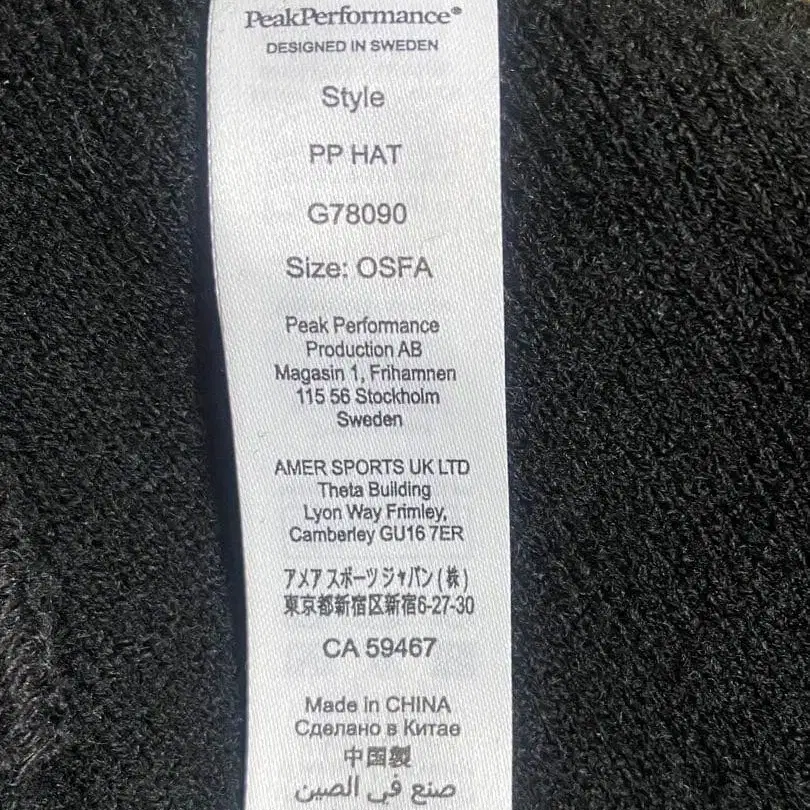 PeakPerformance®
DESIGNED IN SWEDEN
Style
PP HAT
G78090
Size: OSFA
Peak Performance
Production AB
Magasin 1, Frihamnen
115 56 Stockholm
Sweden
AMER SPORTS UK LTD
Theta Building
Lyon Way Frimley,
Camberley GU16 7ER
アメアスポーツジャパン(株)
東京都新宿区新宿6-27-30
CA 59467
Made in CHINA
Сделано в Китае
中国製
صنع في الصين